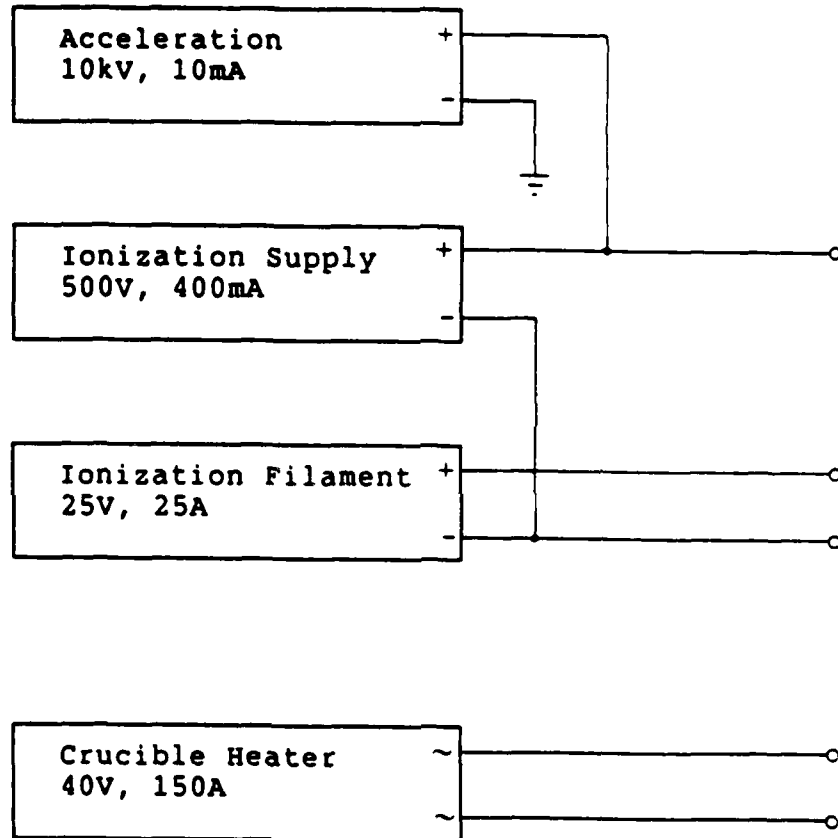 Acceleration +
10kV, 10mA
-
Ionization Supply +
500V, 400mA
-
Ionization Filament +
25V, 25A
-
Crucible Heater ~
40V, 150A
~